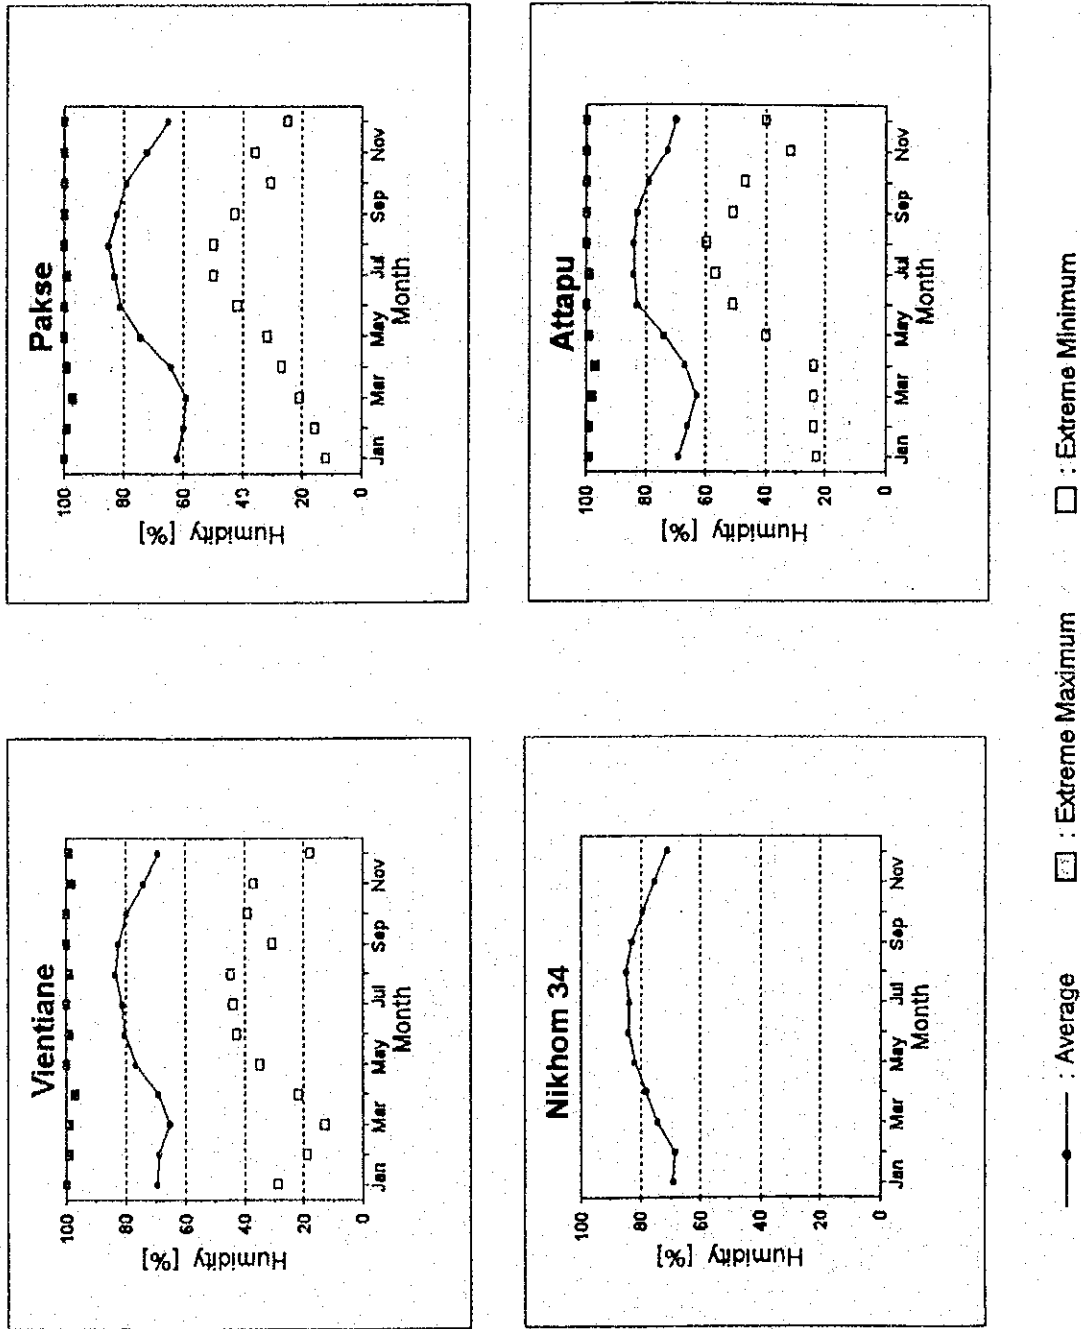 Vientiane
Humidity [%]
100
80
60
40
20
0
Jan
Mar
May
Jul
Sep
Nov
Month
Pakse
Humidity [%]
100
80
60
40
20
0
Jan
Mar
May
Jul
Sep
Nov
Month
Nikhom 34
Humidity [%]
100
80
60
40
20
0
Jan
Mar
May
Jul
Sep
Nov
Month
Attapu
Humidity [%]
100
80
60
40
20
0
Jan
Mar
May
Jul
Sep
Nov
Month
: Average
: Extreme Maximum
: Extreme Minimum